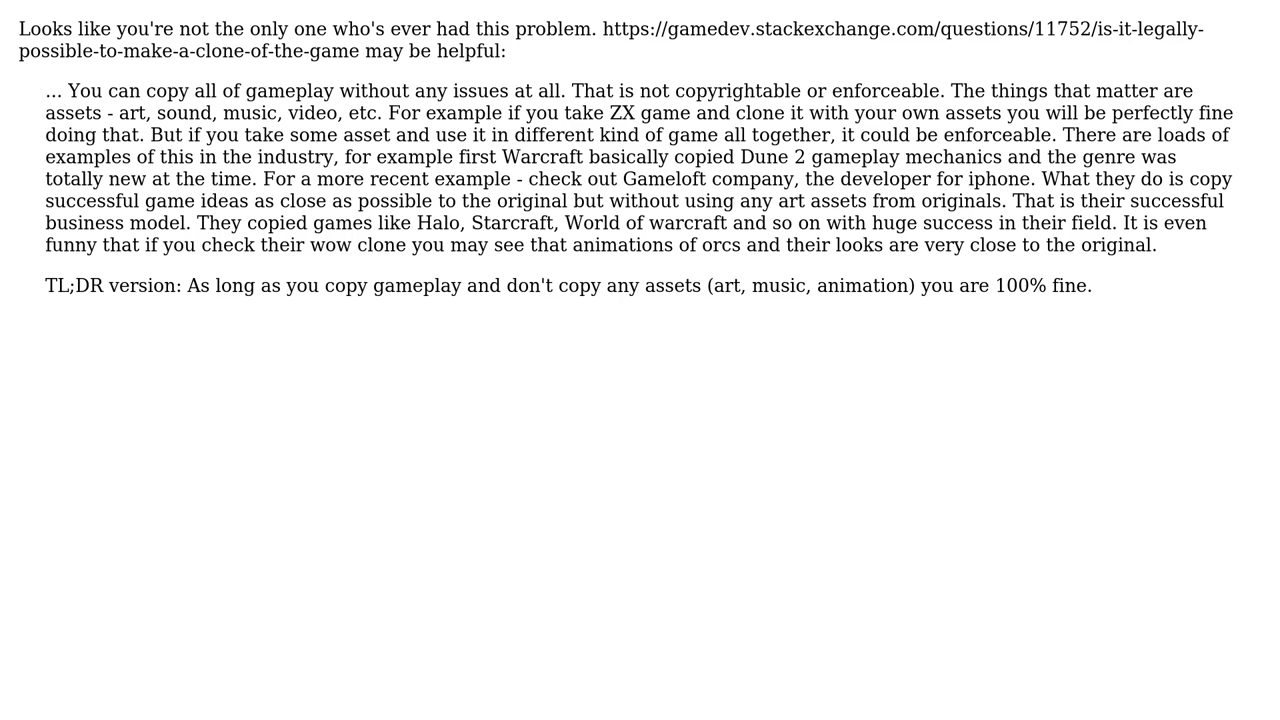 Looks like you're not the only one who's ever had this problem. https://gamedev.stackexchange.com/questions/11752/is-it-legally-
possible-to-make-a-clone-of-the-game may be helpful:
... You can copy all of gameplay without any issues at all. That is not copyrightable or enforceable. The things that matter are
assets - art, sound, music, video, etc. For example if you take ZX game and clone it with your own assets you will be perfectly fine
doing that. But if you take some asset and use it in different kind of game all together, it could be enforceable. There are loads of
examples of this in the industry, for example first Warcraft basically copied Dune 2 gameplay mechanics and the genre was
totally new at the time. For a more recent example - check out Gameloft company, the developer for iphone. What they do is copy
successful game ideas as close as possible to the original but without using any art assets from originals. That is their successful
business model. They copied games like Halo, Starcraft, World of warcraft and so on with huge success in their field. It is even
funny that if you check their wow clone you may see that animations of orcs and their looks are very close to the original.
TL;DR version: As long as you copy gameplay and don't copy any assets (art, music, animation) you are 100% fine.